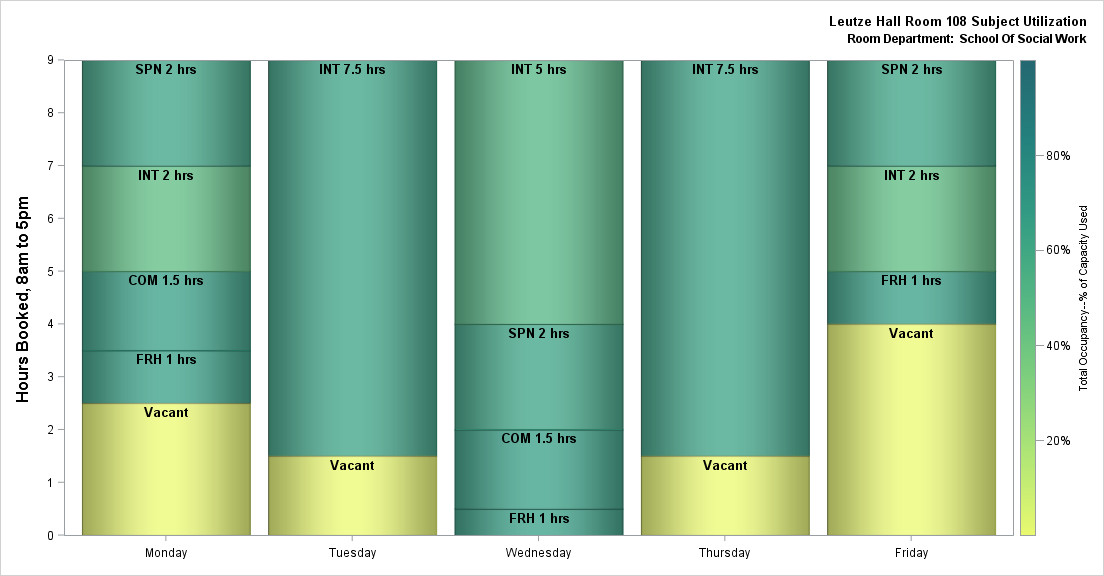 Leutze Hall Room 108 Subject Utilization
Room Department: School Of Social Work
Hours Booked, 8am to 5pm
9
8
7
6
5
4
3
2
1
0
SPN 2 hrs
INT 2 hrs
COM 1.5 hrs
FRH 1 hrs
Vacant
INT 7.5 hrs
Vacant
INT 5 hrs
SPN 2 hrs
COM 1.5 hrs
FRH 1 hrs
INT 7.5 hrs
Vacant
SPN 2 hrs
INT 2 hrs
FRH 1 hrs
Vacant
Monday
Tuesday
Wednesday
Thursday
Friday
80%
60%
40%
20%
Total Occupancy--% of Capacity Used